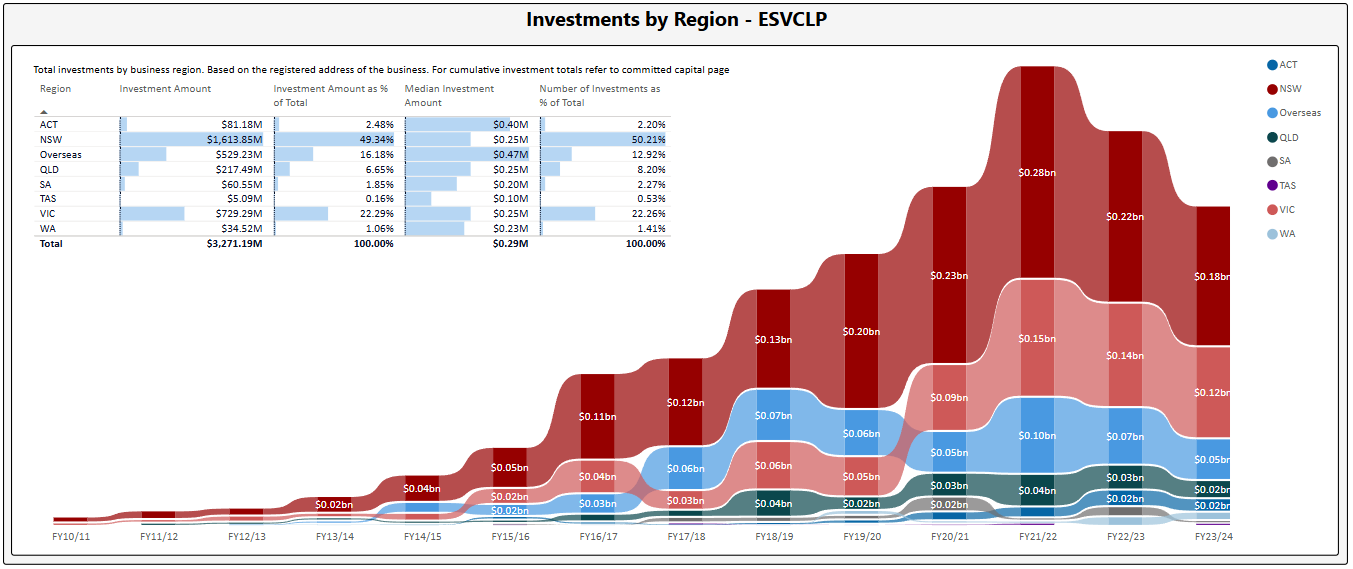 Investments by Region - ESVCLP
Total investments by business region. Based on the registered address of the business. For cumulative investment totals refer to committed capital page
Region Investment Amount Investment Amount as % of Total Median Investment Amount Number of Investments as % of Total
ACT $81.18M 2.48% $0.40M 2.20%
NSW $1,613.85M 49.34% $0.25M 50.21%
Overseas $529.23M 16.18% $0.47M 12.92%
QLD $217.49M 6.65% $0.25M 8.20%
SA $60.55M 1.85% $0.20M 2.27%
TAS $5.09M 0.16% $0.10M 0.53%
VIC $729.29M 22.29% $0.25M 22.26%
WA $34.52M 1.06% $0.23M 1.41%
Total $3,271.19M 100.00% $0.29M 100.00%
ACT
NSW
Overseas
QLD
SA
TAS
VIC
WA
$0.02bn
$0.04bn
$0.05bn
$0.02bn
$0.02bn
$0.11bn
$0.04bn
$0.03bn
$0.12bn
$0.06bn
$0.03bn
$0.13bn
$0.07bn
$0.06bn
$0.04bn
$0.20bn
$0.06bn
$0.05bn
$0.02bn
$0.23bn
$0.09bn
$0.05bn
$0.03bn
$0.02bn
$0.28bn
$0.15bn
$0.10bn
$0.04bn
$0.22bn
$0.14bn
$0.07bn
$0.03bn
$0.02bn
$0.18bn
$0.12bn
$0.05bn
$0.02bn
$0.02bn
FY10/11 FY11/12 FY12/13 FY13/14 FY14/15 FY15/16 FY16/17 FY17/18 FY18/19 FY19/20 FY20/21 FY21/22 FY22/23 FY23/24